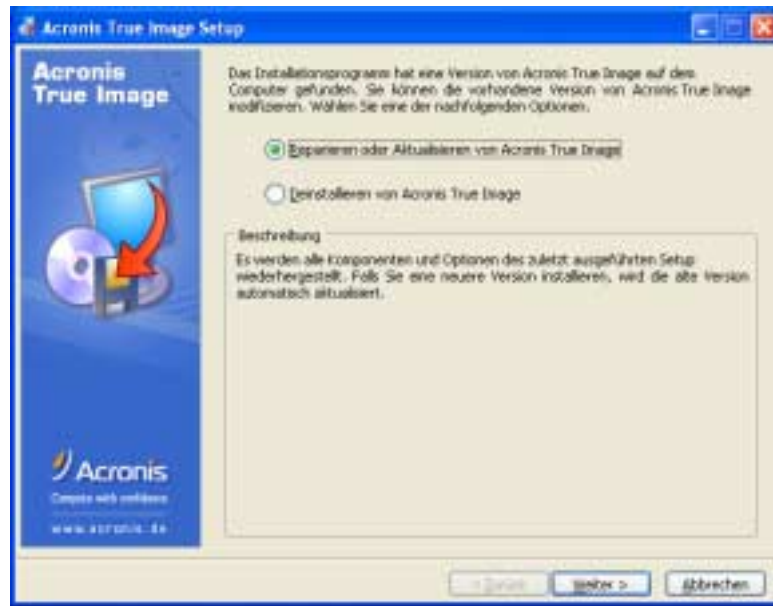 Acronis True Image Setup
Acronis
True Image
Das Installationsprogramm hat eine Version von Acronis True Image auf dem
Computer gefunden. Sie können die vorhandene Version von Acronis True Image
modifizieren. Wählen Sie eine der nachfolgenden Optionen.
Reparieren oder Aktualisieren von Acronis True Image
Deinstallieren von Acronis True Image
Beschreibung
Es werden alle Komponenten und Optionen des zuletzt ausgeführten Setup
wiederhergestellt. Falls Sie eine neuere Version installieren, wird die alte Version
automatisch aktualisiert.
Acronis
Compute with confidence
www.acronis.de
< Zurück
Weiter >
Abbrechen